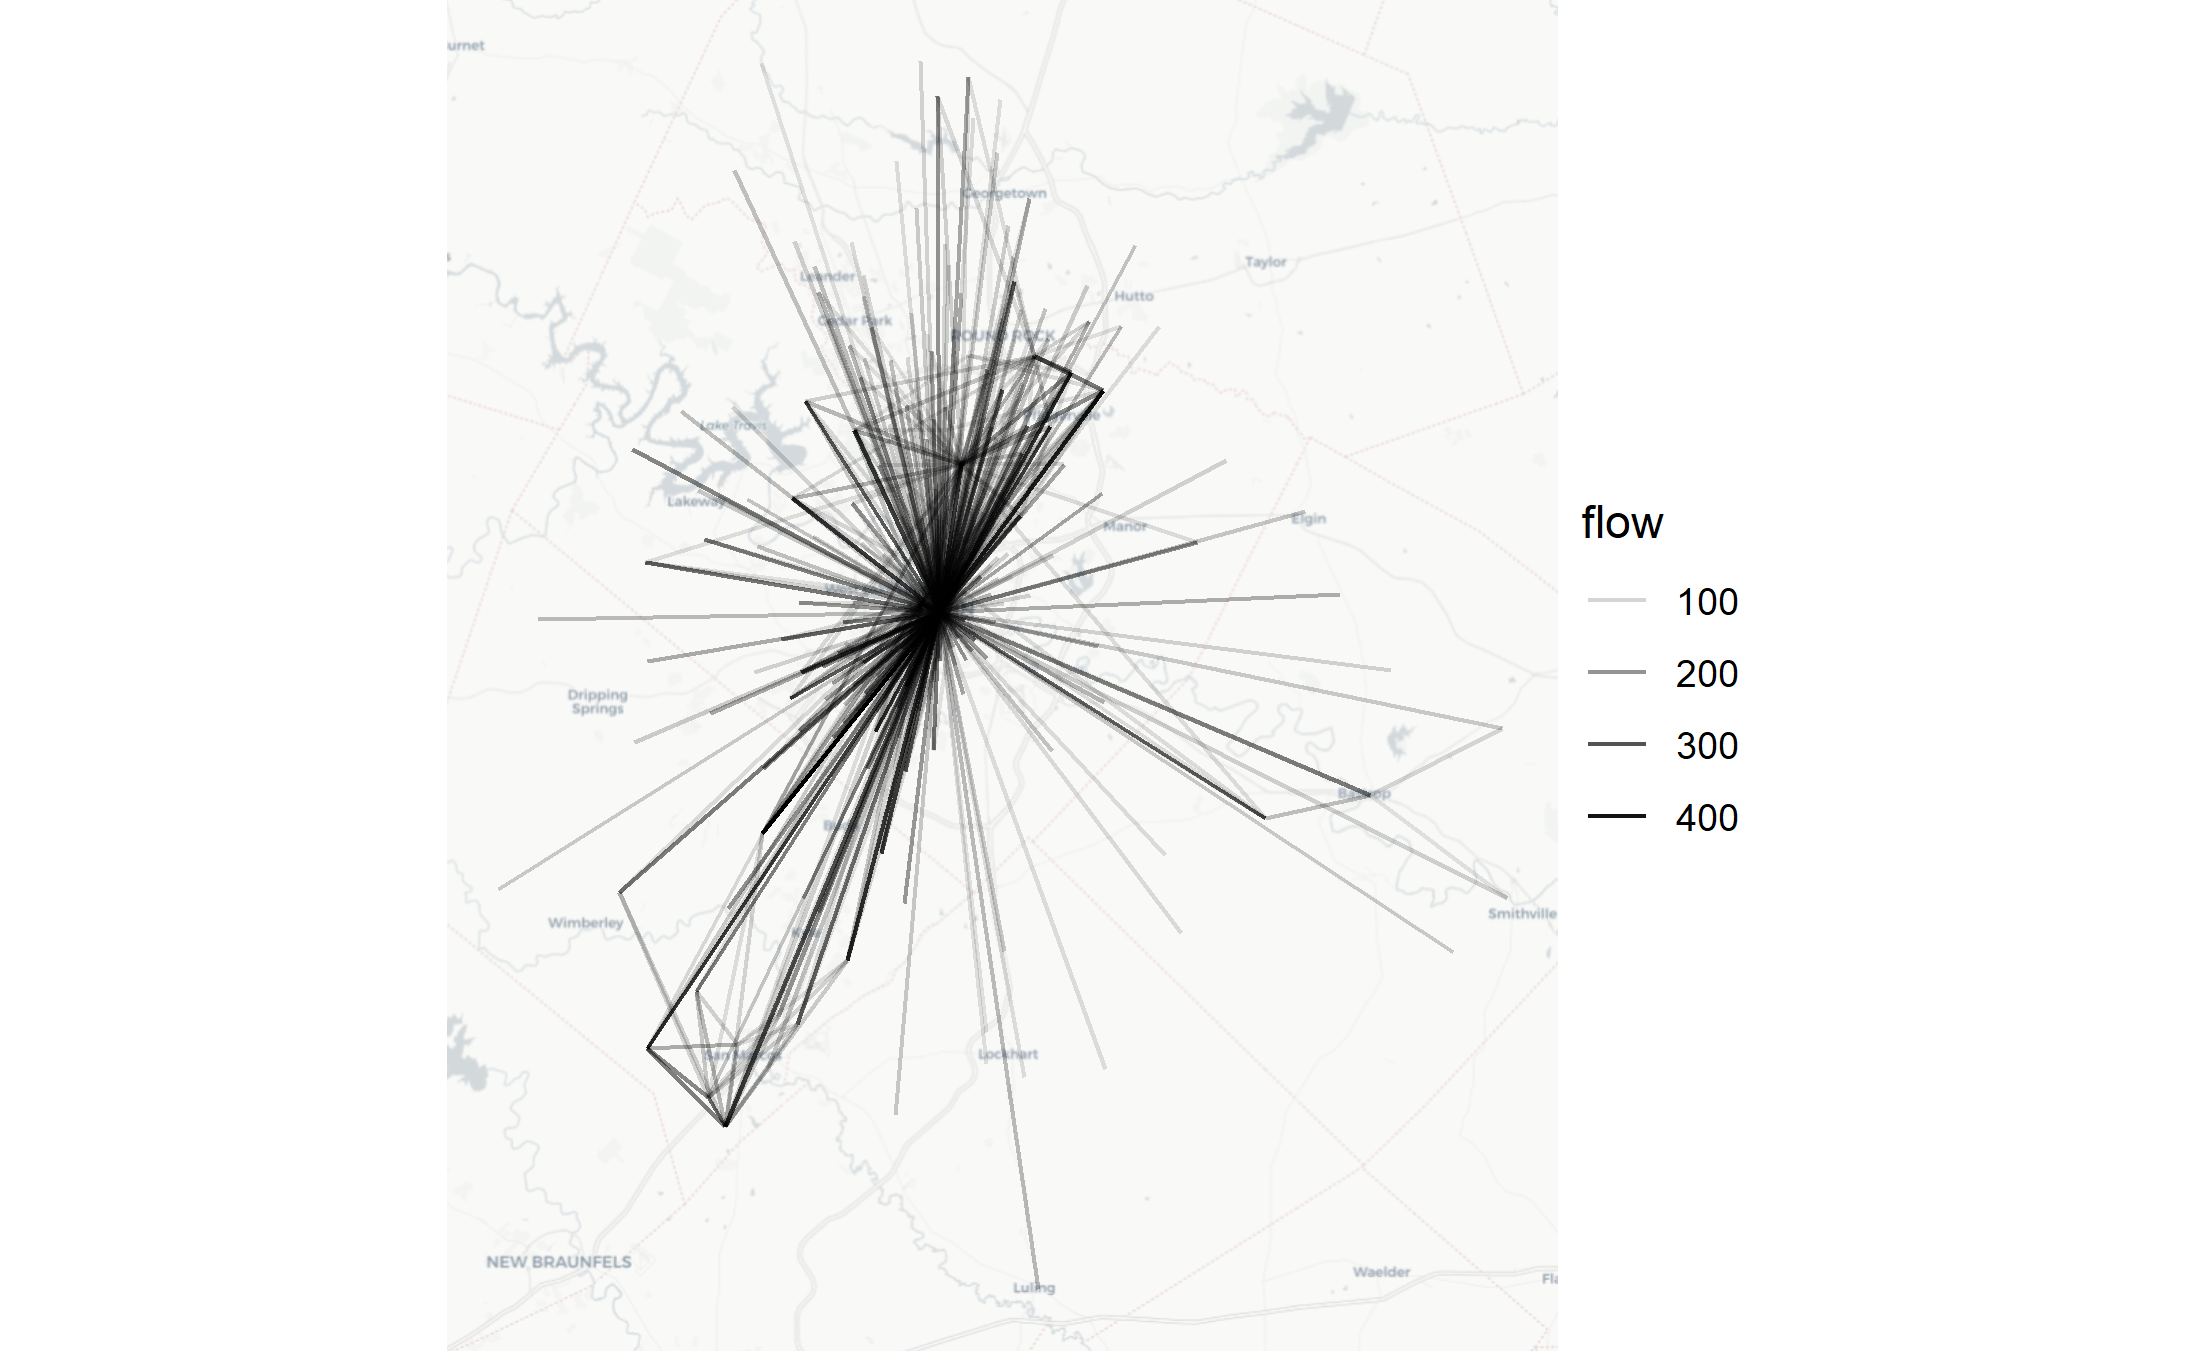 urnet
Georgetown
Taylor
Leander
Hutto
Cedar Park
ROUND ROCK
Lake Travis
Lakeway
Elgin
Manor
flow
100
Dripping
Springs
200
300
Bastrop
400
Smithville
Wimberley
San Marcos
Lockhart
NEW BRAUNFELS
Waelder
Fla
Luling